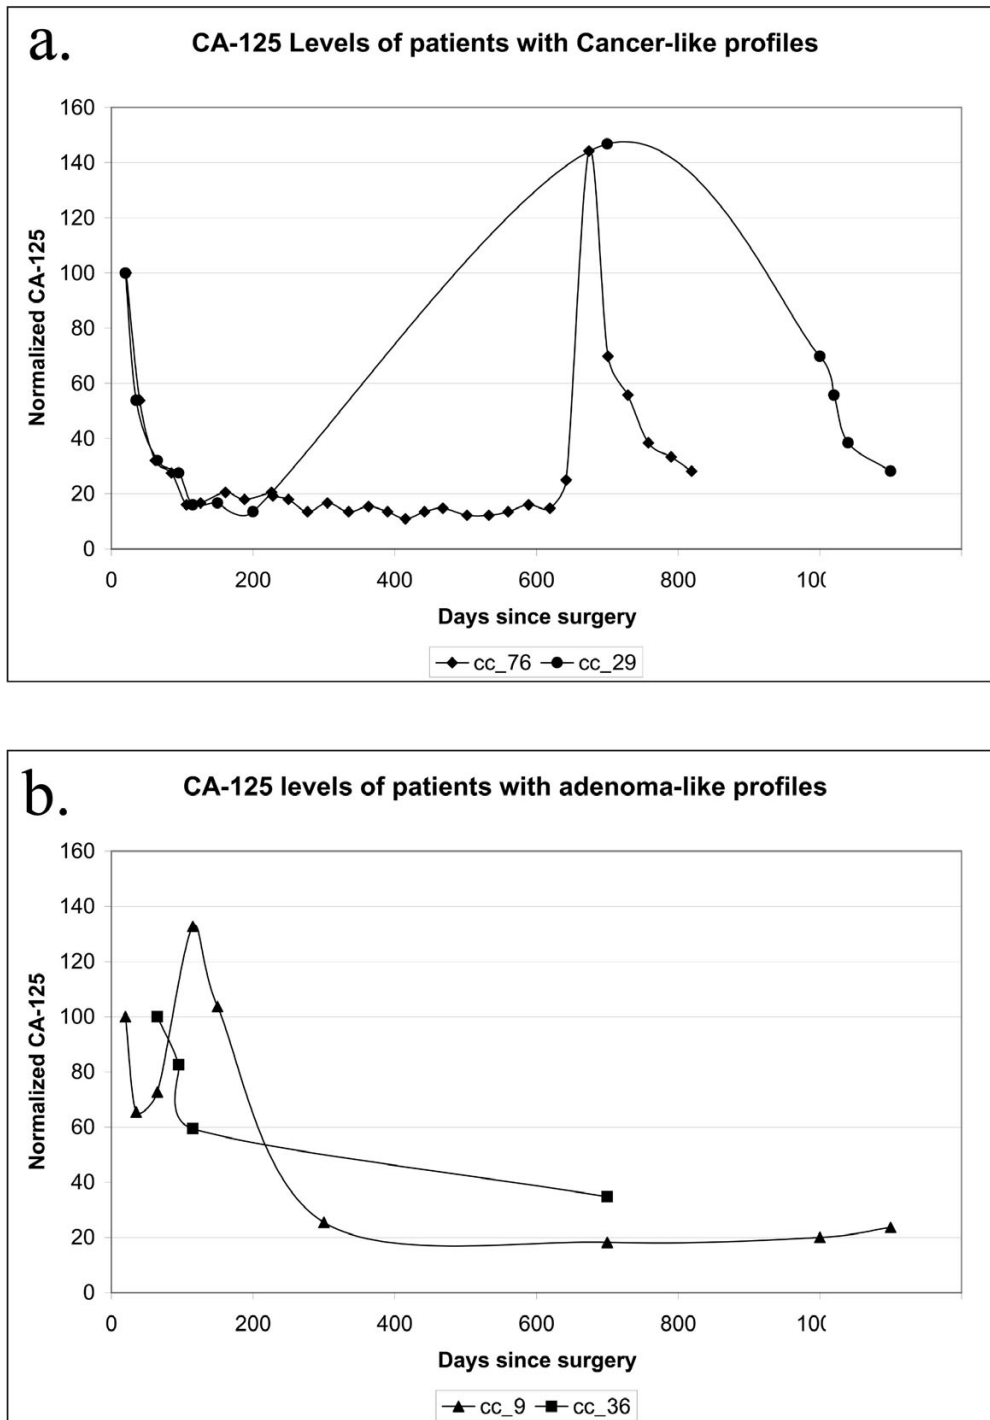 a.
CA-125 Levels of patients with Cancer-like profiles
160
140
120
100
80
60
40
20
0
Normalized CA-125
0 200 400 600 800 100
Days since surgery
cc_76 cc_29
b.
CA-125 levels of patients with adenoma-like profiles
160
140
120
100
80
60
40
20
0
Normalized CA-125
0 200 400 600 800 100
Days since surgery
cc_9 cc_36